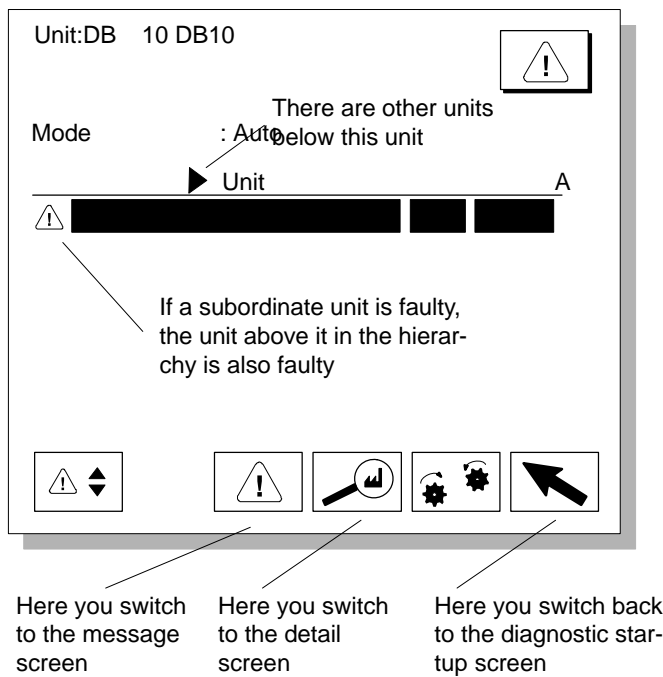 Unit:DB 10 DB10
There are other units
Mode : Auto
below this unit
Unit A
If a subordinate unit is faulty,
the unit above it in the hierar-
chy is also faulty
Here you switch
to the message
screen
Here you switch
to the detail
screen
Here you switch back
to the diagnostic star-
tup screen